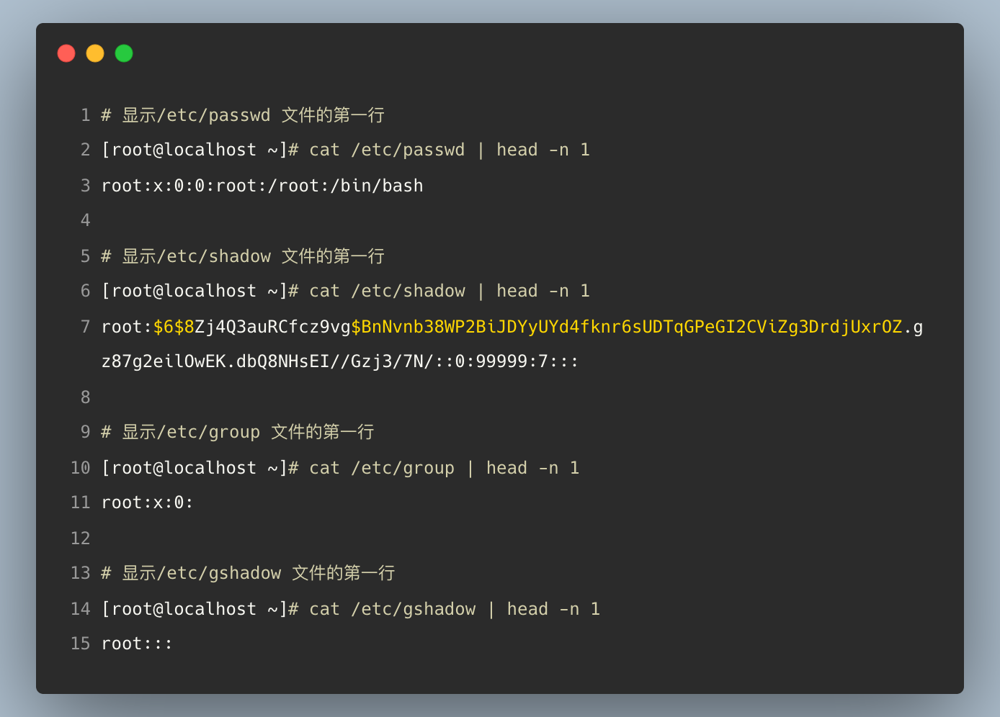 1 # 显示/etc/passwd 文件的第一行
2 [root@localhost ~]# cat /etc/passwd | head -n 1
3 root:x:0:0:root:/root:/bin/bash
4
5 # 显示/etc/shadow 文件的第一行
6 [root@localhost ~]# cat /etc/shadow | head -n 1
7 root:$6$8Zj4Q3auRCfcz9vg$BnNvnb38WP2BiJDYyUYd4fknr6sUDTqGPeGI2CViZg3DrdjUxrOZ.g
z87g2eilOwEK.dbQ8NHsEI//Gzj3/7N/::0:99999:7:::
8
9 # 显示/etc/group 文件的第一行
10 [root@localhost ~]# cat /etc/group | head -n 1
11 root:x:0:
12
13 # 显示/etc/gshadow 文件的第一行
14 [root@localhost ~]# cat /etc/gshadow | head -n 1
15 root:::